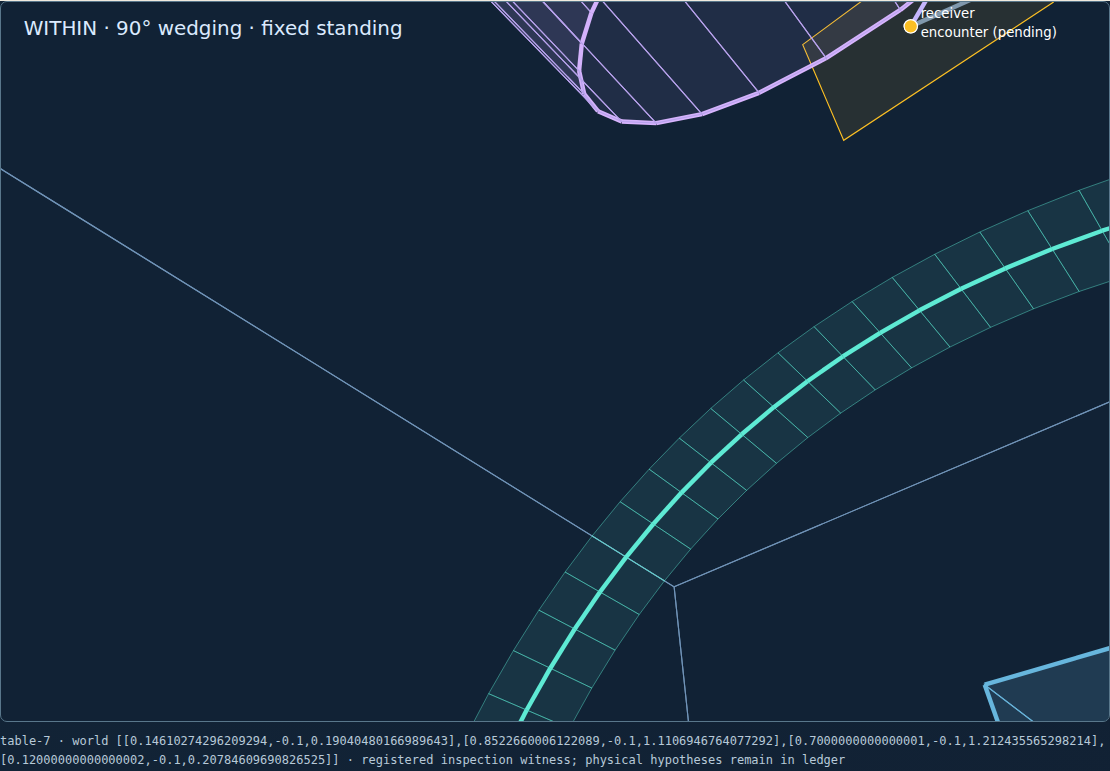 WITHIN · 90° wedging · fixed standing
receiver
encounter (pending)
table-7 · world [[0.14610274296209294,-0.1,0.19040480166989643],[0.8522660006122089,-0.1,1.1106946764077292],[0.7000000000000001,-0.1,1.212435565298214],
[0.12000000000000002,-0.1,0.20784609690826525]] · registered inspection witness; physical hypotheses remain in ledger